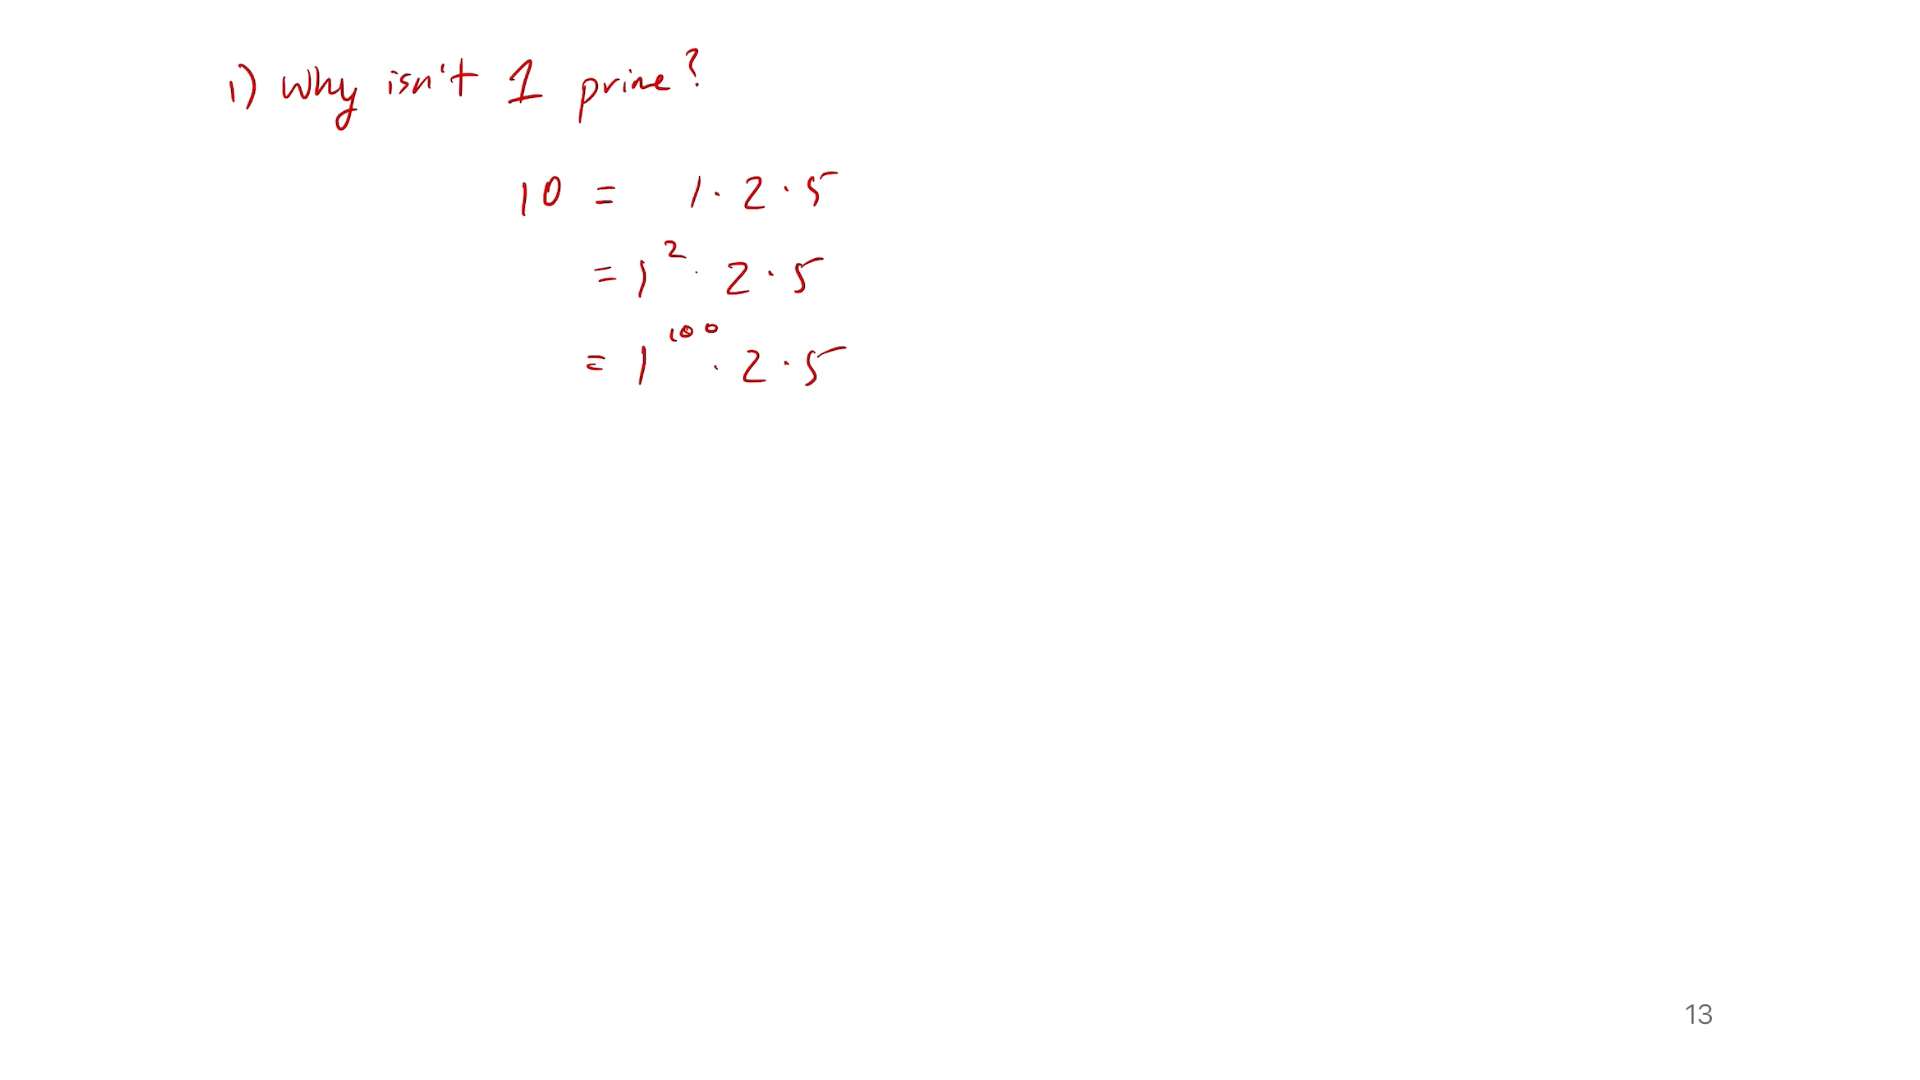 1) Why isn't 1 prime?
10 = 1 · 2 · 5
= 1² · 2 · 5
= 1¹⁰⁰ · 2 · 5
13